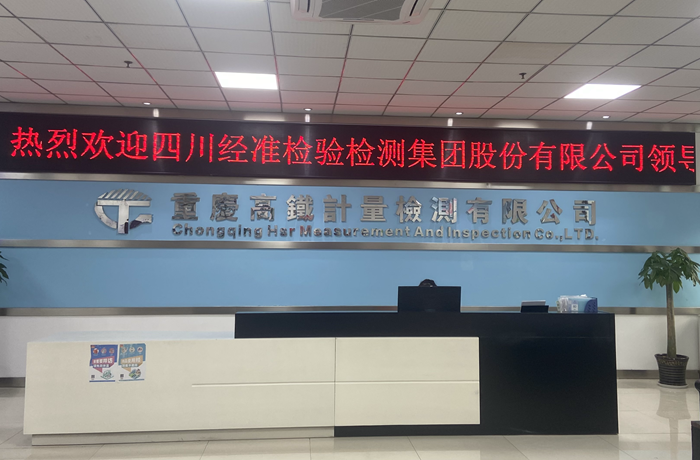 热烈欢迎四川经准检验检测集团股份有限公司领导
重慶高鐵計量檢測有限公司
Chongqing Hsr Measurement And Inspection Co.,LTD.